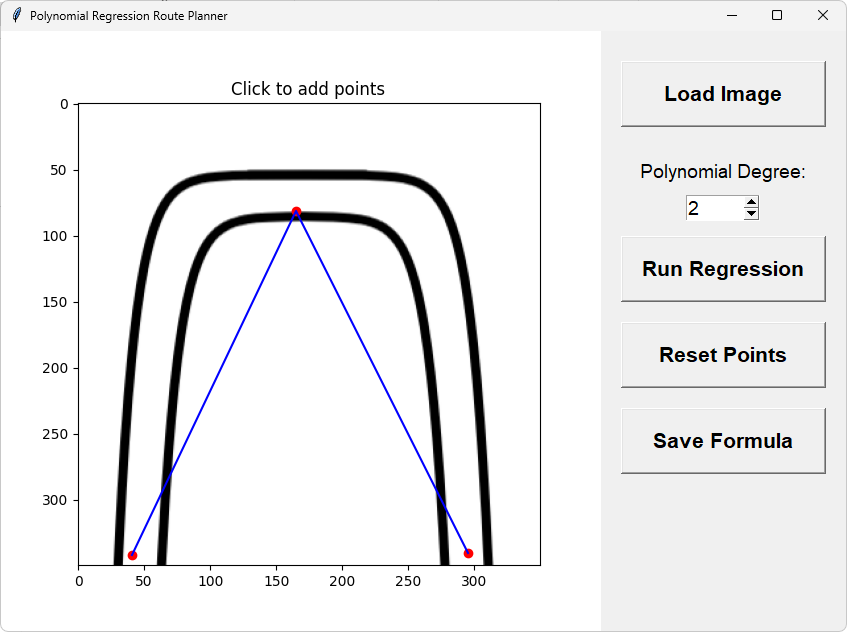 Polynomial Regression Route Planner
Click to add points
0
50
100
150
200
250
300
0 50 100 150 200 250 300
Load Image
Polynomial Degree:
2
Run Regression
Reset Points
Save Formula